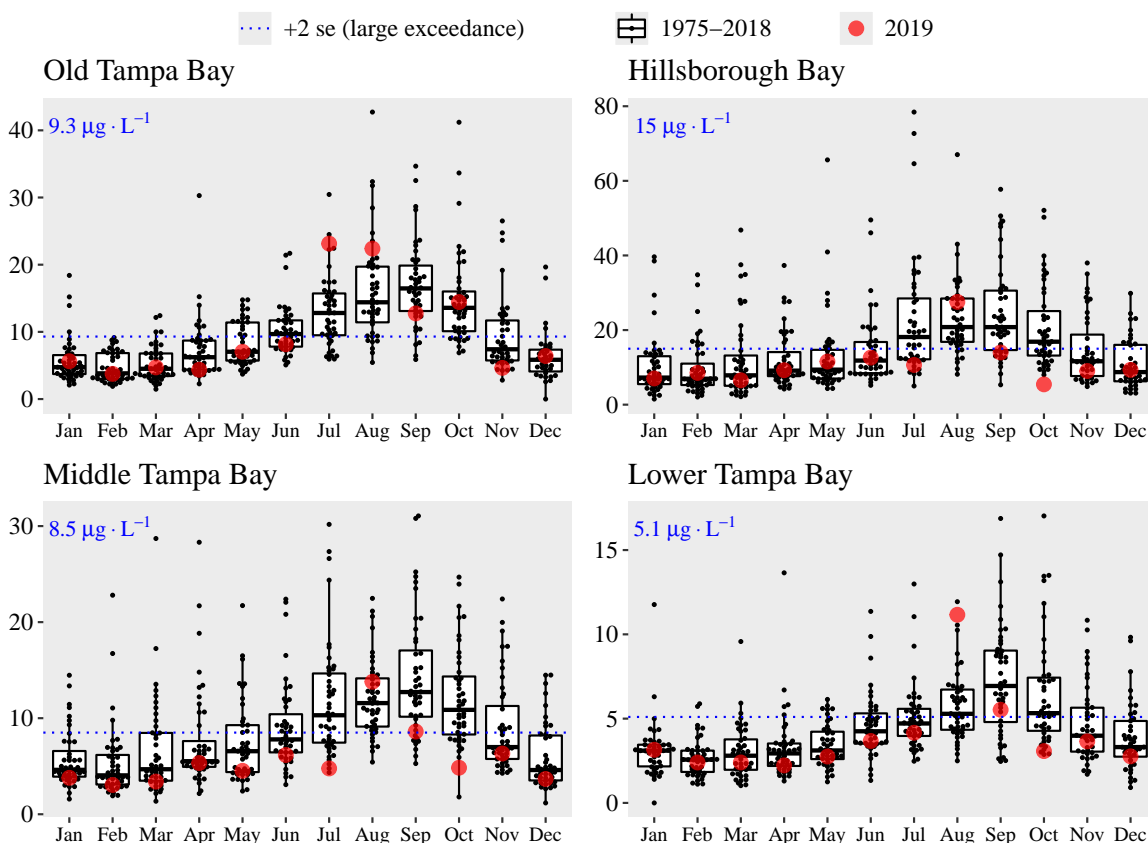 +2 se (large exceedance) 1975−2018 2019
Old Tampa Bay
9.3 μg · L⁻¹
40
30
20
10
0
Jan Feb Mar Apr May Jun Jul Aug Sep Oct Nov Dec
Hillsborough Bay
15 μg · L⁻¹
80
60
40
20
0
Jan Feb Mar Apr May Jun Jul Aug Sep Oct Nov Dec
Middle Tampa Bay
8.5 μg · L⁻¹
30
20
10
0
Jan Feb Mar Apr May Jun Jul Aug Sep Oct Nov Dec
Lower Tampa Bay
5.1 μg · L⁻¹
15
10
5
0
Jan Feb Mar Apr May Jun Jul Aug Sep Oct Nov Dec